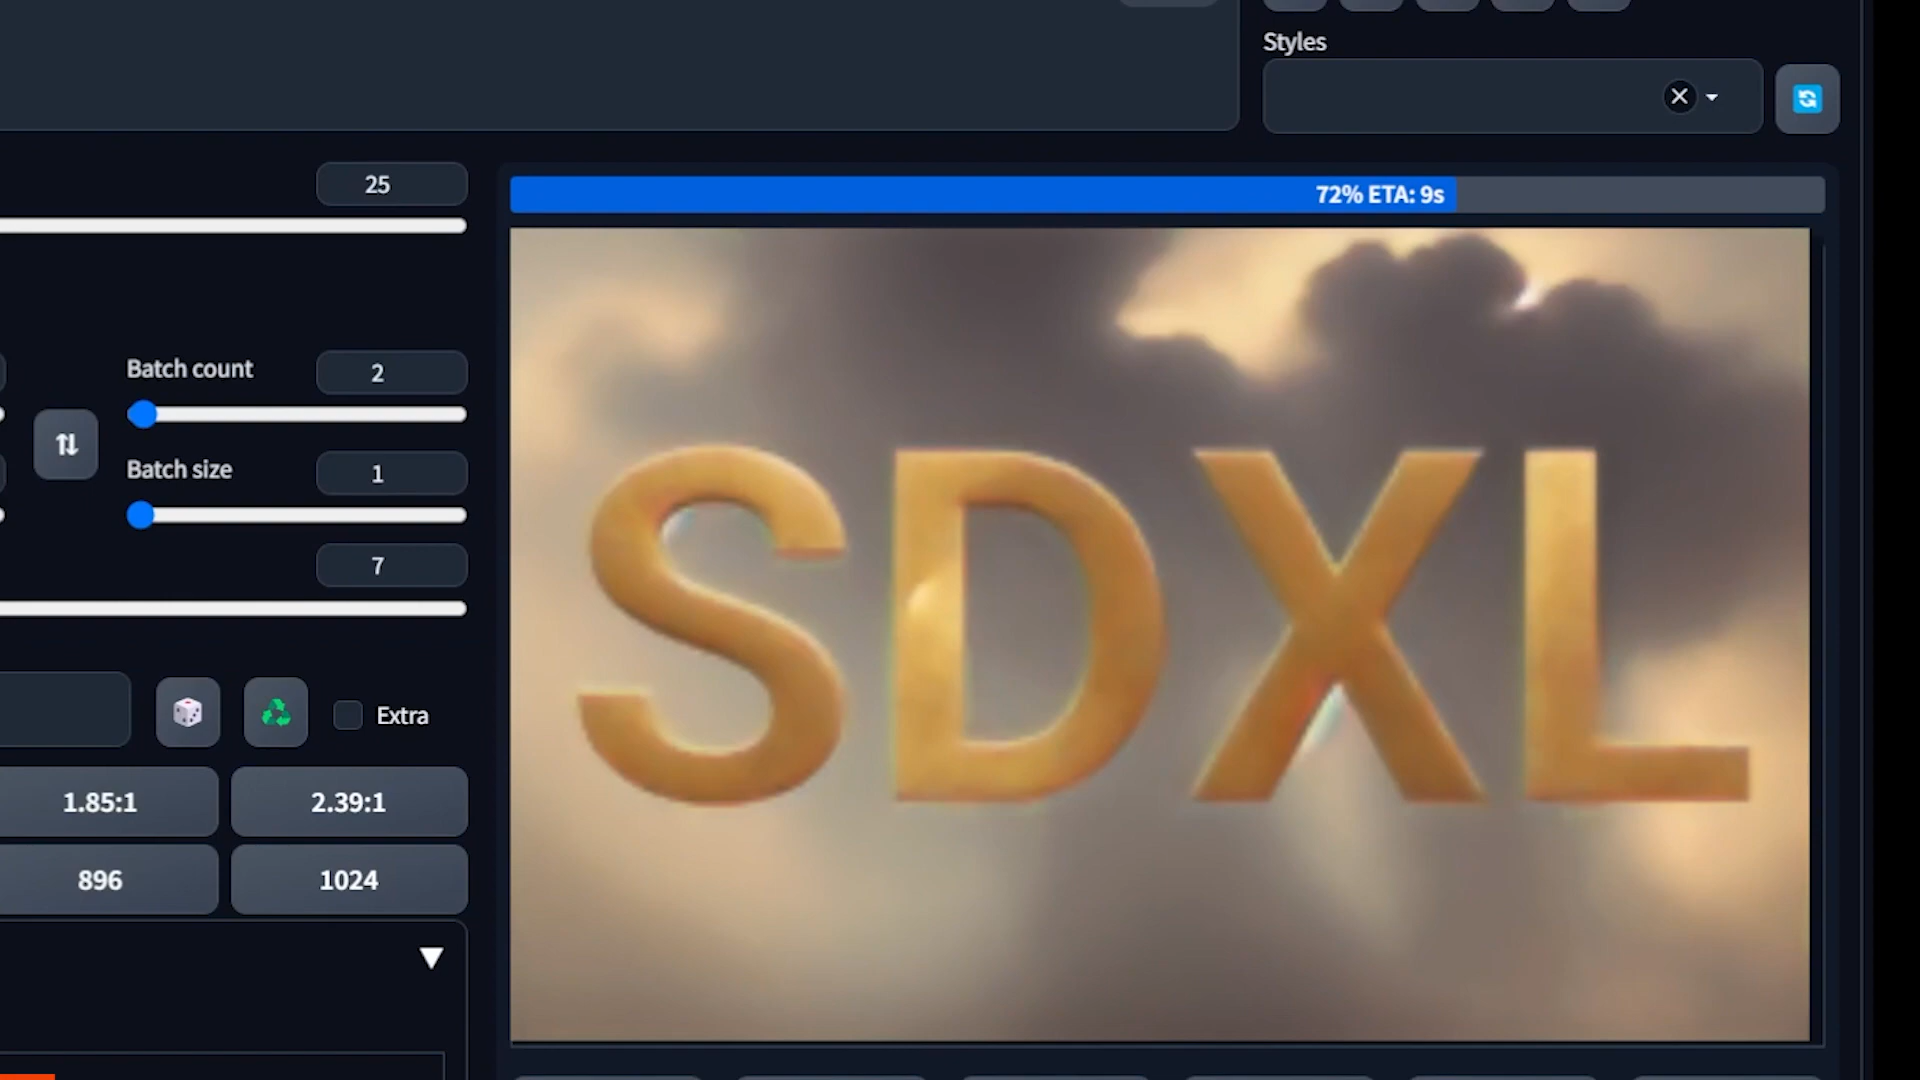 Styles
25
72% ETA: 9s
Batch count
2
Batch size
1
7
Extra
1.85:1
2.39:1
896
1024
SDXL